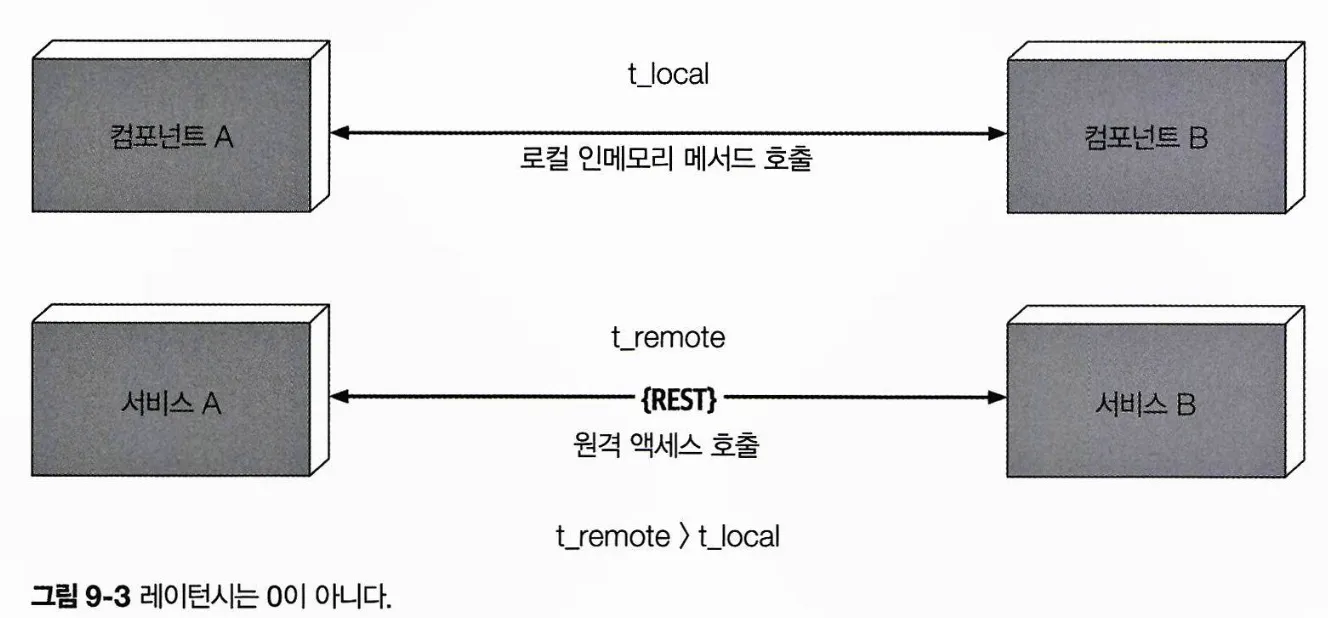 t_local
컴포넌트 A
컴포넌트 B
로컬 인메모리 메서드 호출
t_remote
서비스 A
{REST}
서비스 B
원격 액세스 호출
t_remote 〉t_local
그림 9-3 레이턴시는 0이 아니다.